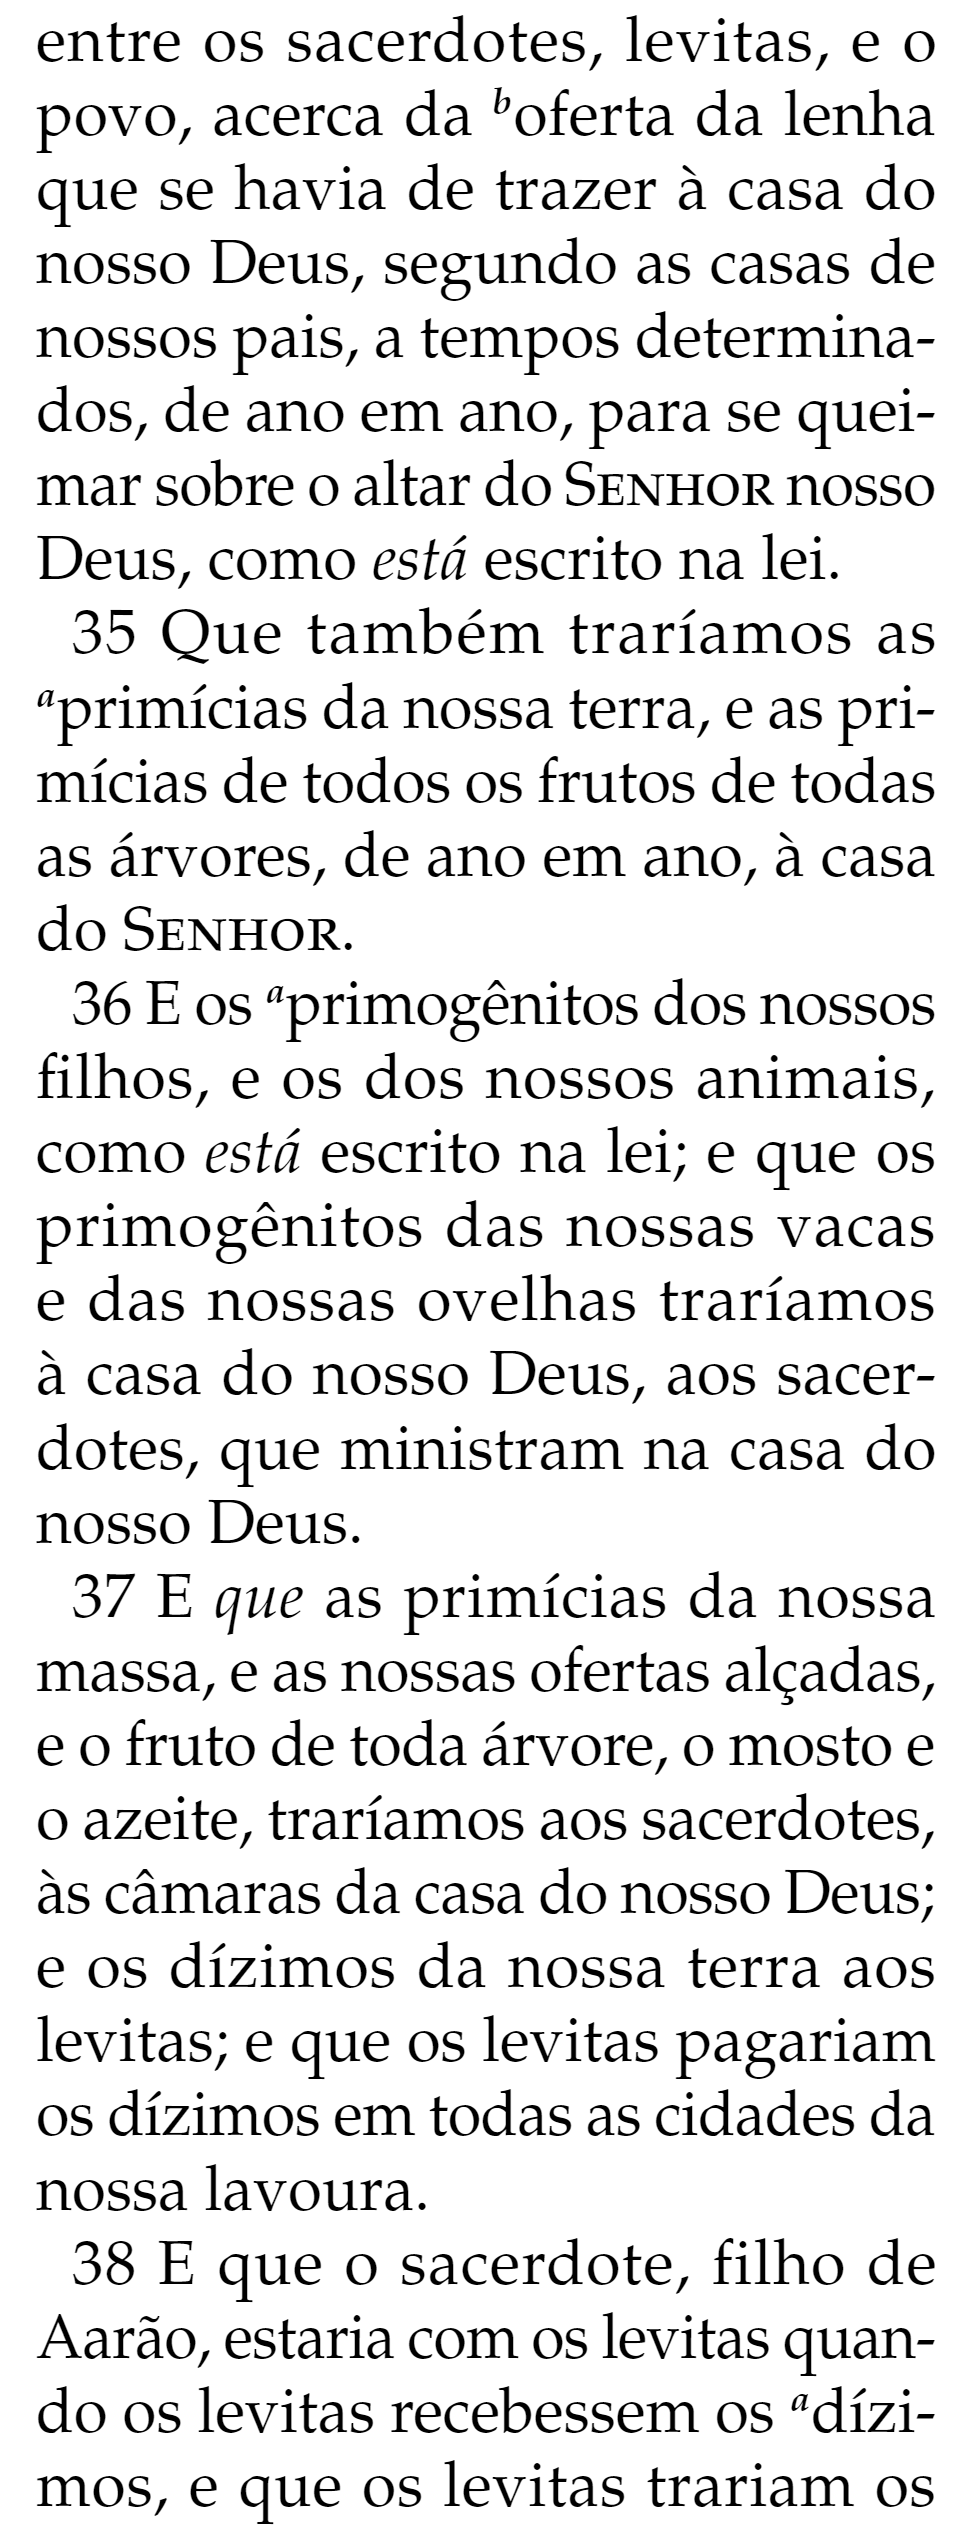 entre os sacerdotes, levitas, e o
povo, acerca da ᵇoferta da lenha
que se havia de trazer à casa do
nosso Deus, segundo as casas de
nossos pais, a tempos determina-
dos, de ano em ano, para se quei-
mar sobre o altar do SENHOR nosso
Deus, como está escrito na lei.
35 Que também traríamos as
ᵃprimícias da nossa terra, e as pri-
mícias de todos os frutos de todas
as árvores, de ano em ano, à casa
do SENHOR.
36 E os ᵃprimogênitos dos nossos
filhos, e os dos nossos animais,
como está escrito na lei; e que os
primogênitos das nossas vacas
e das nossas ovelhas traríamos
à casa do nosso Deus, aos sacer-
dotes, que ministram na casa do
nosso Deus.
37 E que as primícias da nossa
massa, e as nossas ofertas alçadas,
e o fruto de toda árvore, o mosto e
o azeite, traríamos aos sacerdotes,
às câmaras da casa do nosso Deus;
e os dízimos da nossa terra aos
levitas; e que os levitas pagariam
os dízimos em todas as cidades da
nossa lavoura.
38 E que o sacerdote, filho de
Aarão, estaria com os levitas quan-
do os levitas recebessem os ᵃdízi-
mos, e que os levitas trariam os